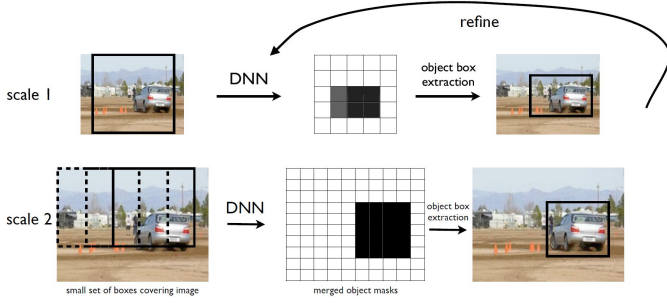 refine
scale 1
DNN
object box
extraction
scale 2
DNN
object box
extraction
small set of boxes covering image
merged object masks